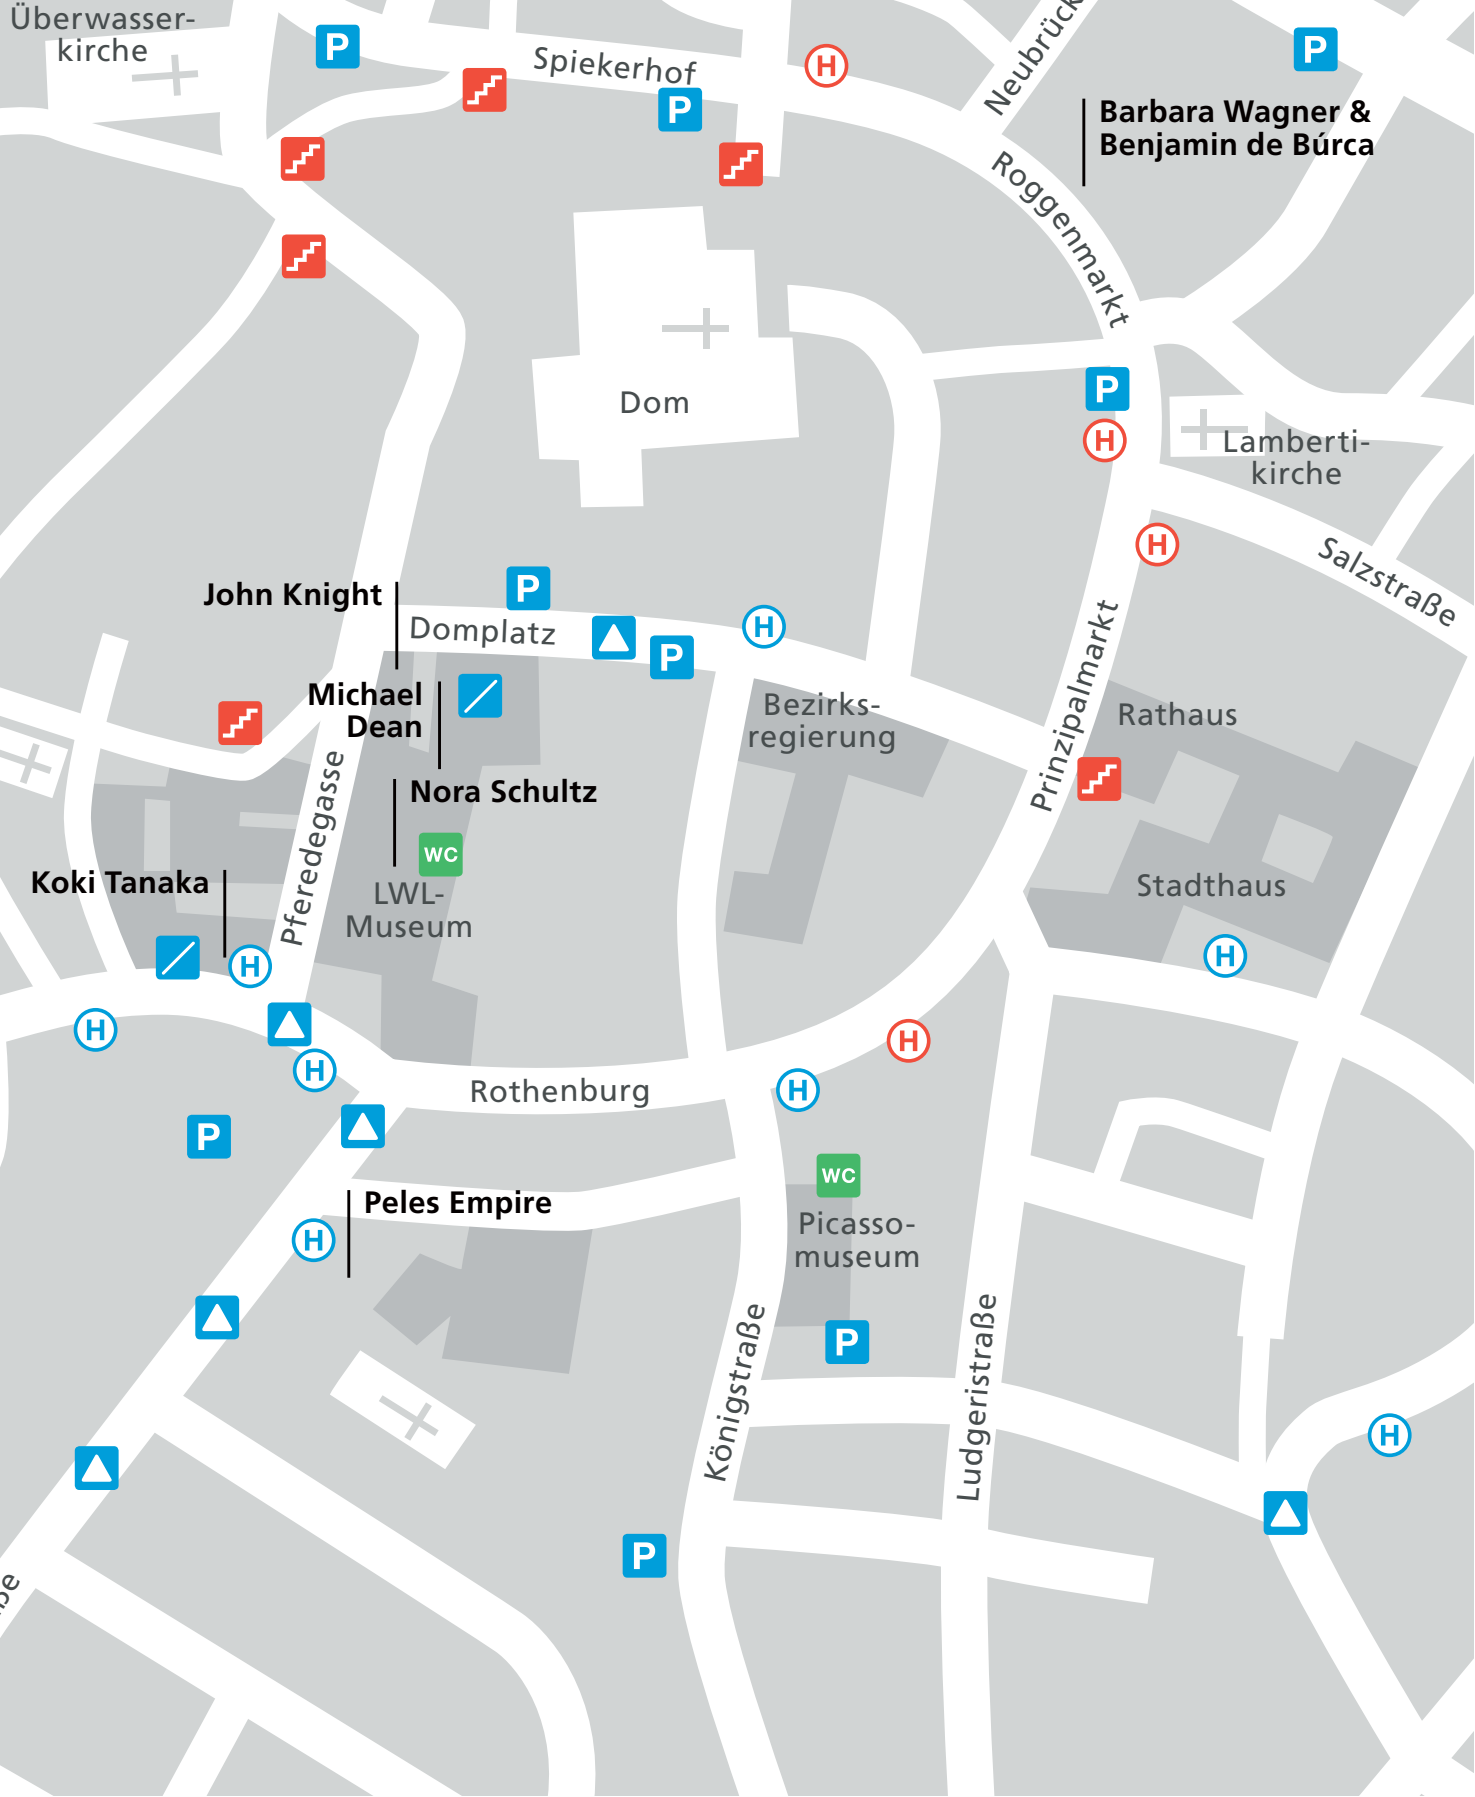 Überwasser-
kirche
P
Spiekerhof
P
H
Neubrück
P
Barbara Wagner &
Benjamin de Búrca
Roggenmarkt
Dom
P
H
Lamberti-
kirche
H
Salzstraße
John Knight
P
Domplatz
P
H
Michael
Dean
Bezirks-
regierung
Prinzipalmarkt
Rathaus
Nora Schultz
Pferedegasse
WC
LWL-
Museum
Koki Tanaka
Stadthaus
H
H
H
H
H
Rothenburg
H
P
WC
Peles Empire
Picasso-
museum
H
P
Königstraße
Ludgeristraße
H
P
ße